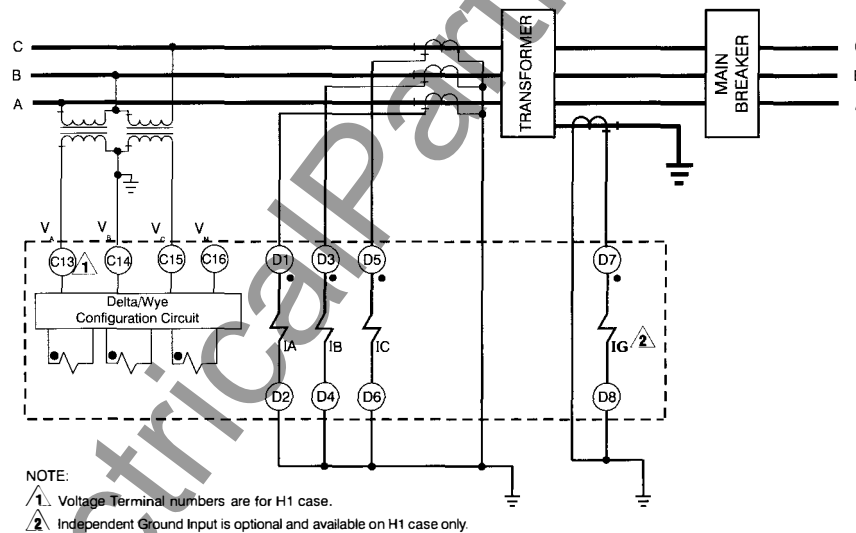 C
B
A
TRANSFORMER
MAIN
BREAKER
V A
V B
V C
V N
C13
1
C14
C15
C16
D1
D3
D5
D7
Delta/Wye
Configuration Circuit
IA
IB
IC
IG
2
D2
D4
D6
D8
NOTE:
1 Voltage Terminal numbers are for H1 case.
2 Independent Ground Input is optional and available on H1 case only.